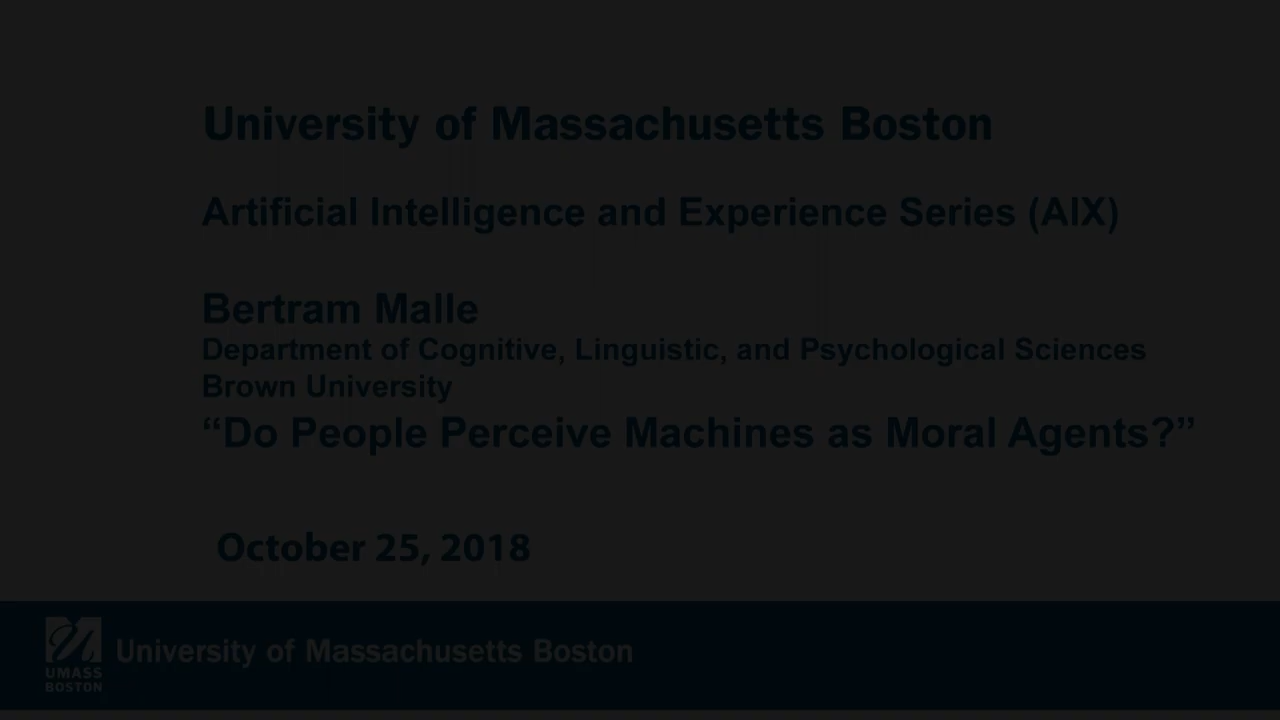 University of Massachusetts Boston
Artificial Intelligence and Experience Series (AIX)
Bertram Malle
Department of Cognitive, Linguistic, and Psychological Sciences
Brown University
“Do People Perceive Machines as Moral Agents?”
October 25, 2018
University of Massachusetts Boston
UMASS
BOSTON